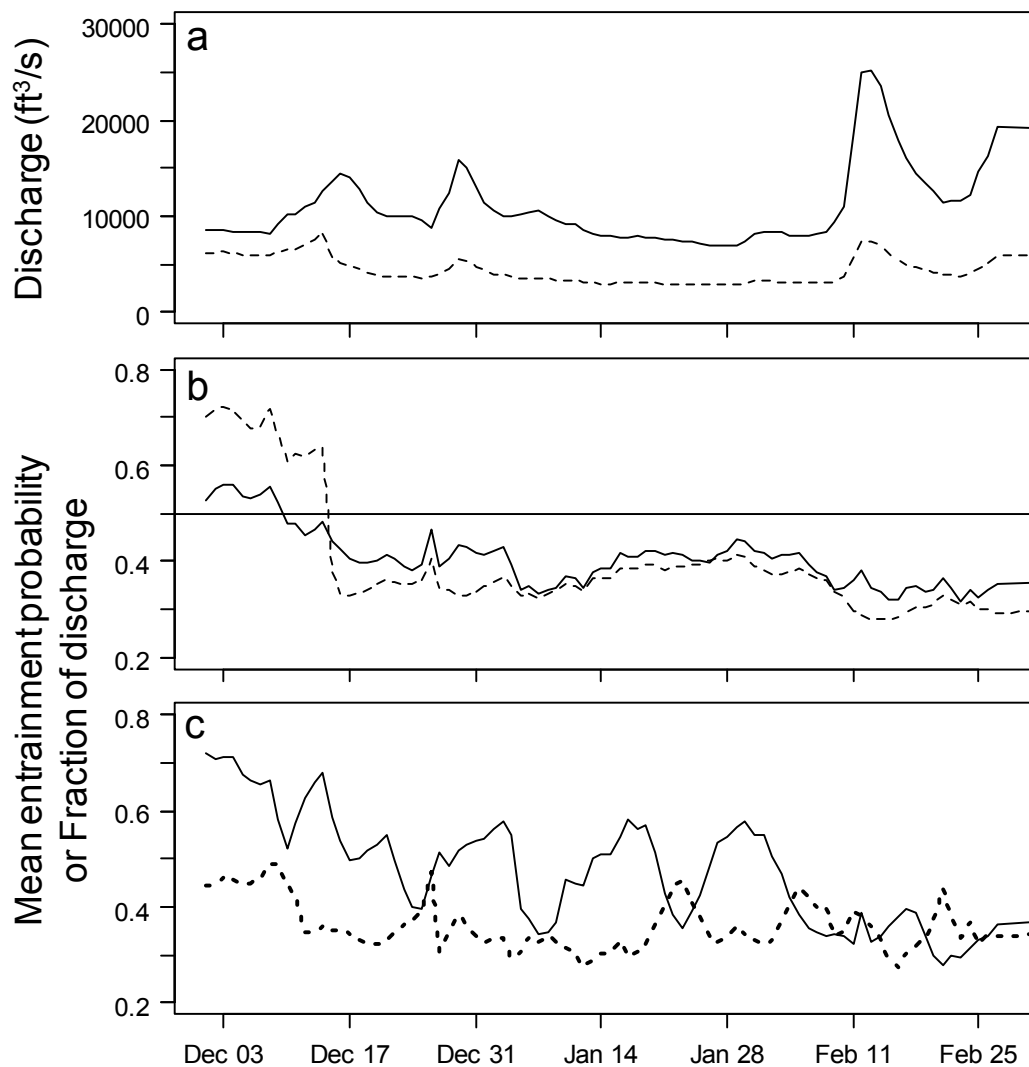 a
Discharge (ft³/s)
30000
20000
10000
0
b
0.8
0.6
0.4
0.2
Mean entrainment probability
or Fraction of discharge
c
0.8
0.6
0.4
0.2
Dec 03 Dec 17 Dec 31 Jan 14 Jan 28 Feb 11 Feb 25